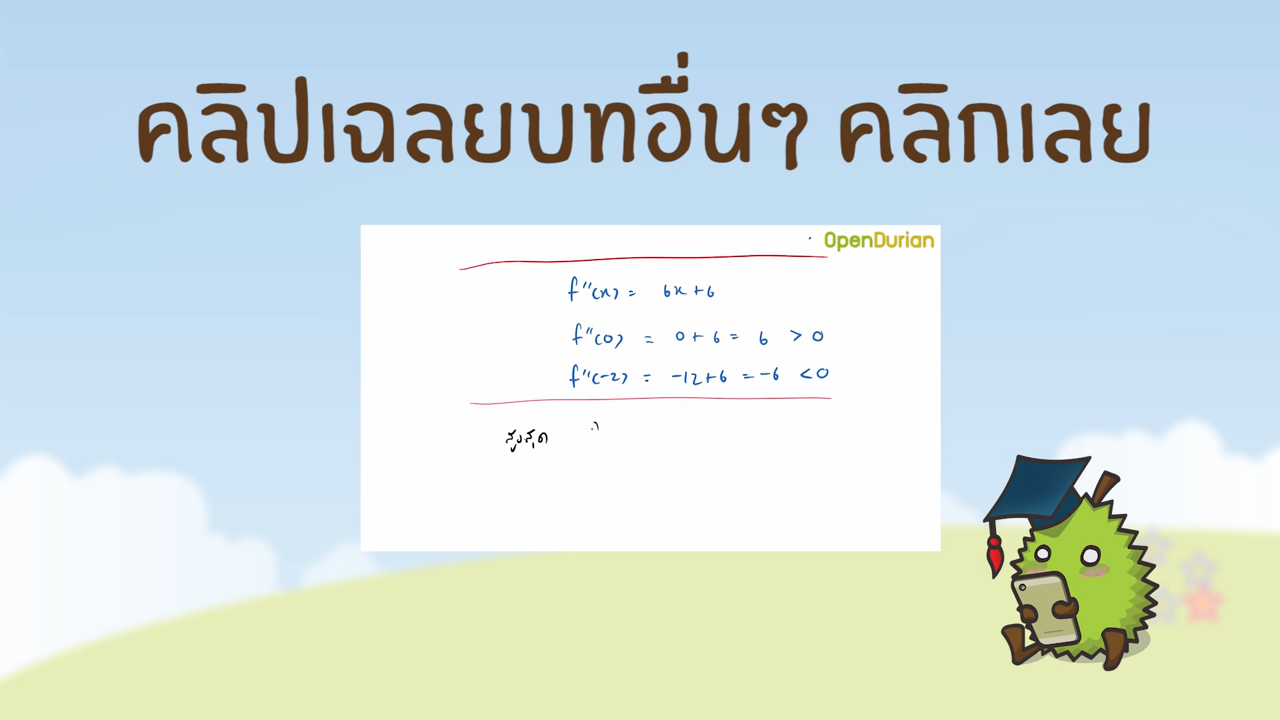 คลิปเฉลยบทอื่นๆ คลิกเลย
OpenDurian
f''(x) = 6x+6
f''(0) = 0+6 = 6 > 0
f''(-2) = -12+6 = -6 < 0
สูงสุด